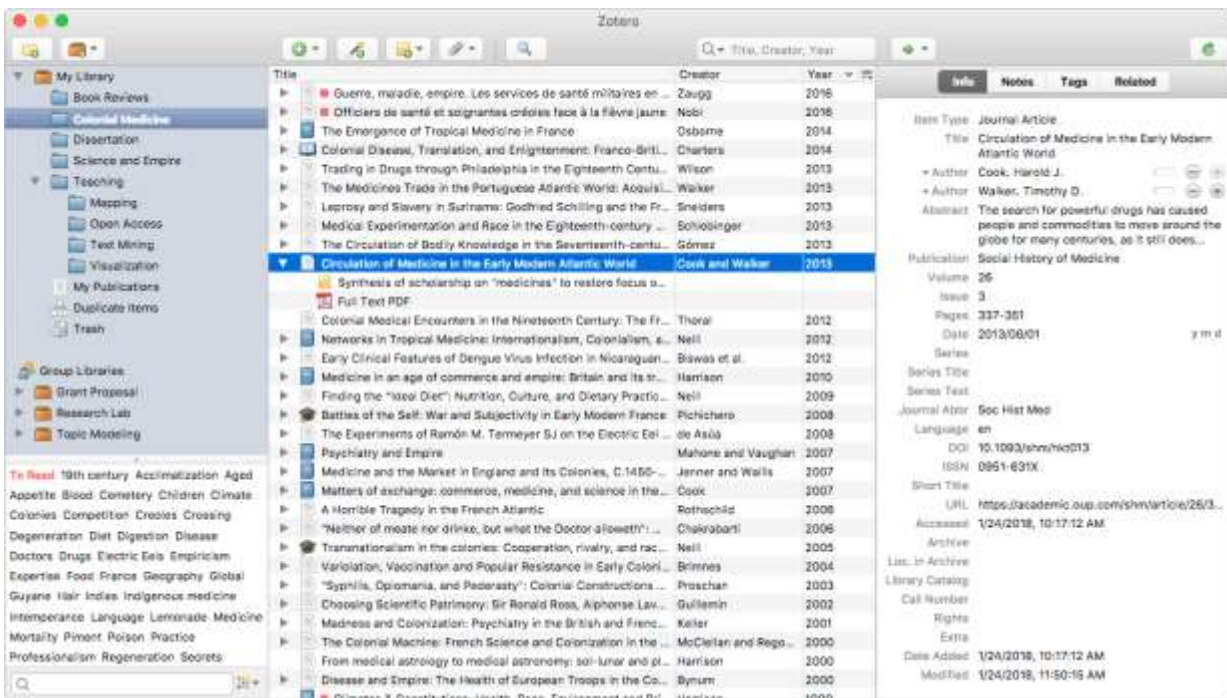 Zotero
Title, Creator, Year
My Library
Book Reviews
Colonial Medicine
Dissertation
Science and Empire
Teaching
Mapping
Open Access
Text Mining
Visualization
My Publications
Duplicate Items
Trash
Group Libraries
Grant Proposal
Research Lab
Topic Modeling
To Read 19th century Acclimatization Aged
Appetite Blood Cemetery Children Climate
Colonies Competition Creoles Crossing
Degeneration Diet Digestion Disease
Doctors Drugs Electric Eels Empiricism
Expertise Food France Geography Global
Guyane Hair Indies Indigenous medicine
Intemperance Language Lemonade Medicine
Mortality Piment Poison Practice
Professionalism Regeneration Secrets
Title Creator Year
Guerre, maladie, empire. Les services de santé militaires en ... Zaugg 2016
Officiers de santé et soignantes créoles face à la fièvre jaune Nobi 2016
The Emergence of Tropical Medicine in France Osborne 2014
Colonial Disease, Translation, and Enlightenment: Franco-Briti... Charters 2014
Trading in Drugs through Philadelphia in the Eighteenth Centu... Wilson 2013
The Medicines Trade in the Portuguese Atlantic World: Acquisi... Walker 2013
Leprosy and Slavery in Suriname: Godfried Schilling and the Fr... Snelders 2013
Medical Experimentation and Race in the Eighteenth-century ... Schiebinger 2013
The Circulation of Bodily Knowledge in the Seventeenth-centu... Gómez 2013
Circulation of Medicine in the Early Modern Atlantic World Cook and Walker 2013
Synthesis of scholarship on "medicines" to restore focus o...
Full Text PDF
Colonial Medical Encounters in the Nineteenth Century: The Fr... Thoral 2012
Networks in Tropical Medicine: Internationalism, Colonialism, a... Neill 2012
Early Clinical Features of Dengue Virus Infection in Nicaraguan... Biswas et al. 2012
Medicine in an age of commerce and empire: Britain and its tr... Harrison 2010
Finding the "Ideal Diet": Nutrition, Culture, and Dietary Practic... Neill 2009
Battles of the Self: War and Subjectivity in Early Modern France Pichichero 2008
The Experiments of Ramón M. Termeyer SJ on the Electric Eel ... de Asúa 2008
Psychiatry and Empire Mahone and Vaughan 2007
Medicine and the Market in England and its Colonies, C.1450-... Jenner and Wallis 2007
Matters of exchange: commerce, medicine, and science in the... Cook 2007
A Horrible Tragedy in the French Atlantic Rothschild 2006
"Neither of meate nor drinke, but what the Doctor alloweth": ... Chakrabarti 2006
Transnationalism in the colonies: Cooperation, rivalry, and rac... Neill 2005
Variolation, Vaccination and Popular Resistance in Early Coloni... Brimnes 2004
"Syphilis, Opiomania, and Pederasty": Colonial Constructions ... Proschan 2003
Choosing Scientific Patrimony: Sir Ronald Ross, Alphonse Lav... Guillemin 2002
Madness and Colonization: Psychiatry in the British and Frenc... Keller 2001
The Colonial Machine: French Science and Colonization in the ... McClellan and Rego... 2000
From medical astrology to medical astronomy: sol-lunar and pl... Harrison 2000
Disease and Empire: The Health of European Troops in the Co... Bynum 2000
Info Notes Tags Related
Item Type Journal Article
Title Circulation of Medicine in the Early Modern
Atlantic World
Author Cook, Harold J.
Author Walker, Timothy D.
Abstract The search for powerful drugs has caused
people and commodities to move around the
globe for many centuries, as it still does...
Publication Social History of Medicine
Volume 26
Issue 3
Pages 337-351
Date 2013/08/01 y m d
Series
Series Title
Series Text
Journal Abbr Soc Hist Med
Language en
DOI 10.1093/shm/hkt013
ISSN 0951-631X
Short Title
URL https://academic.oup.com/shm/article/26/3...
Accessed 1/24/2018, 10:17:12 AM
Archive
Loc. in Archive
Library Catalog
Call Number
Rights
Extra
Date Added 1/24/2018, 10:17:12 AM
Modified 1/24/2018, 11:50:16 AM